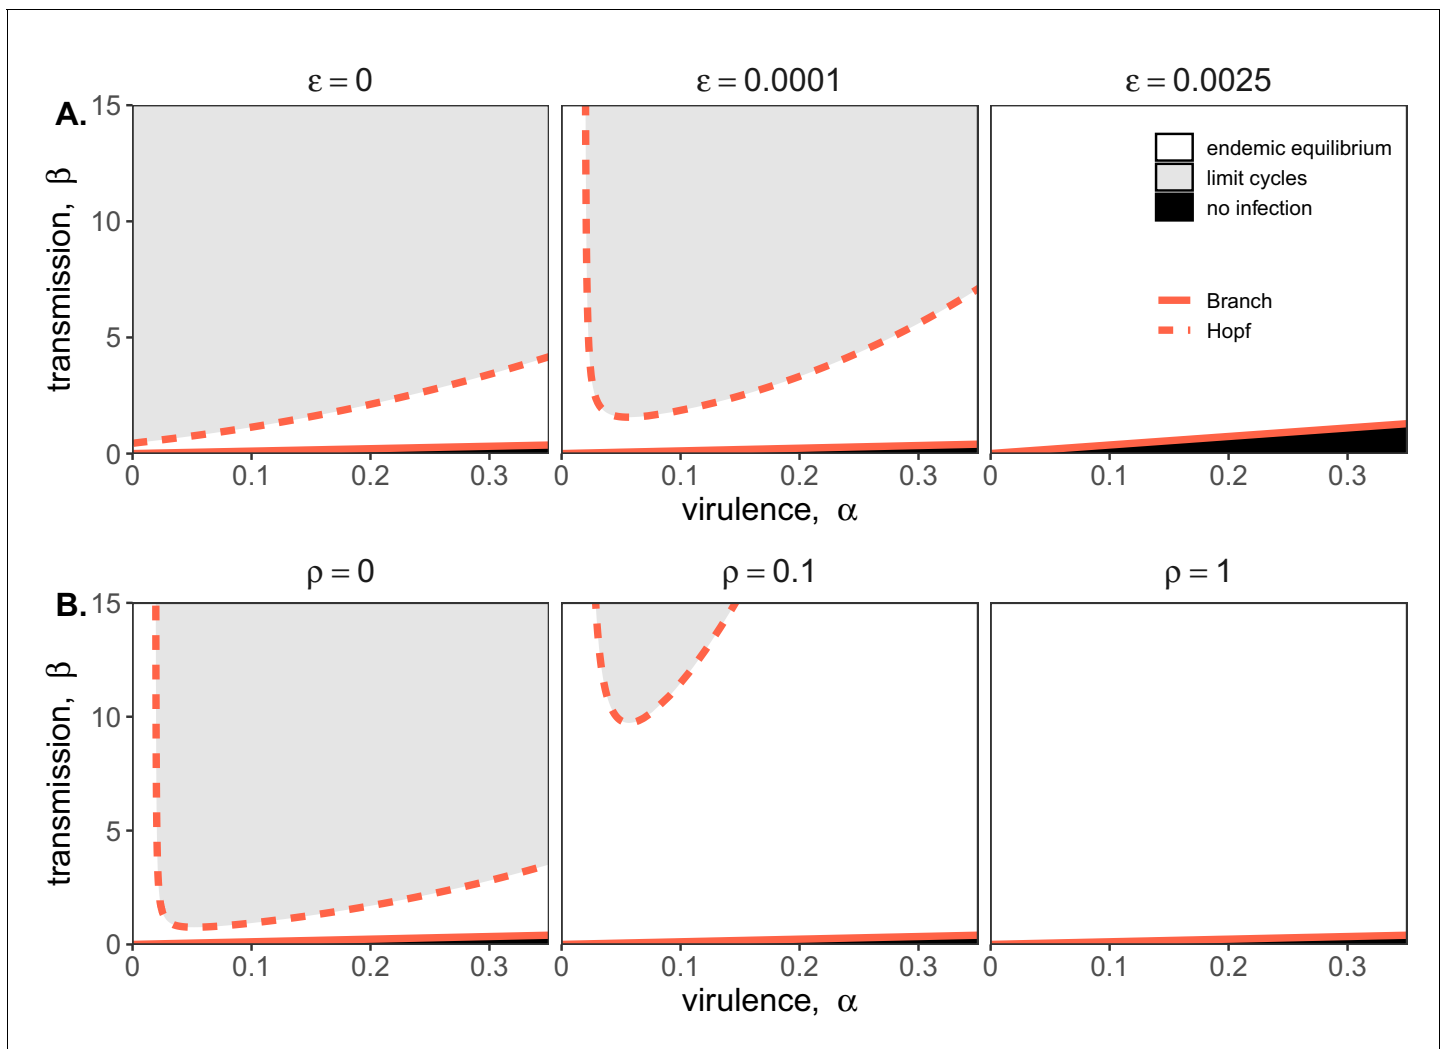 ε = 0 ε = 0.0001 ε = 0.0025
A.
15
10
5
0
transmission, β
endemic equilibrium
limit cycles
no infection
Branch
Hopf
0 0.1 0.2 0.3 0 0.1 0.2 0.3 0 0.1 0.2 0.3
virulence, α
ρ = 0 ρ = 0.1 ρ = 1
B.
15
10
5
0
transmission, β
0 0.1 0.2 0.3 0 0.1 0.2 0.3 0 0.1 0.2 0.3
virulence, α